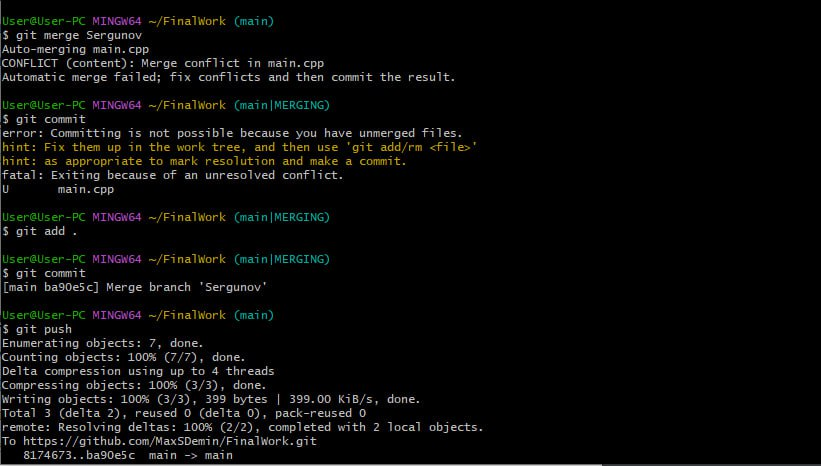 User@User-PC MINGW64 ~/FinalWork (main)
$ git merge Sergunov
Auto-merging main.cpp
CONFLICT (content): Merge conflict in main.cpp
Automatic merge failed; fix conflicts and then commit the result.
User@User-PC MINGW64 ~/FinalWork (main|MERGING)
$ git commit
error: Committing is not possible because you have unmerged files.
hint: Fix them up in the work tree, and then use 'git add/rm <file>'
hint: as appropriate to mark resolution and make a commit.
fatal: Exiting because of an unresolved conflict.
U       main.cpp
User@User-PC MINGW64 ~/FinalWork (main|MERGING)
$ git add .
User@User-PC MINGW64 ~/FinalWork (main|MERGING)
$ git commit
[main ba90e5c] Merge branch 'Sergunov'
User@User-PC MINGW64 ~/FinalWork (main)
$ git push
Enumerating objects: 7, done.
Counting objects: 100% (7/7), done.
Delta compression using up to 4 threads
Compressing objects: 100% (3/3), done.
Writing objects: 100% (3/3), 399 bytes | 399.00 KiB/s, done.
Total 3 (delta 2), reused 0 (delta 0), pack-reused 0
remote: Resolving deltas: 100% (2/2), completed with 2 local objects.
To https://github.com/MaxSDemin/FinalWork.git
   8174673..ba90e5c  main -> main